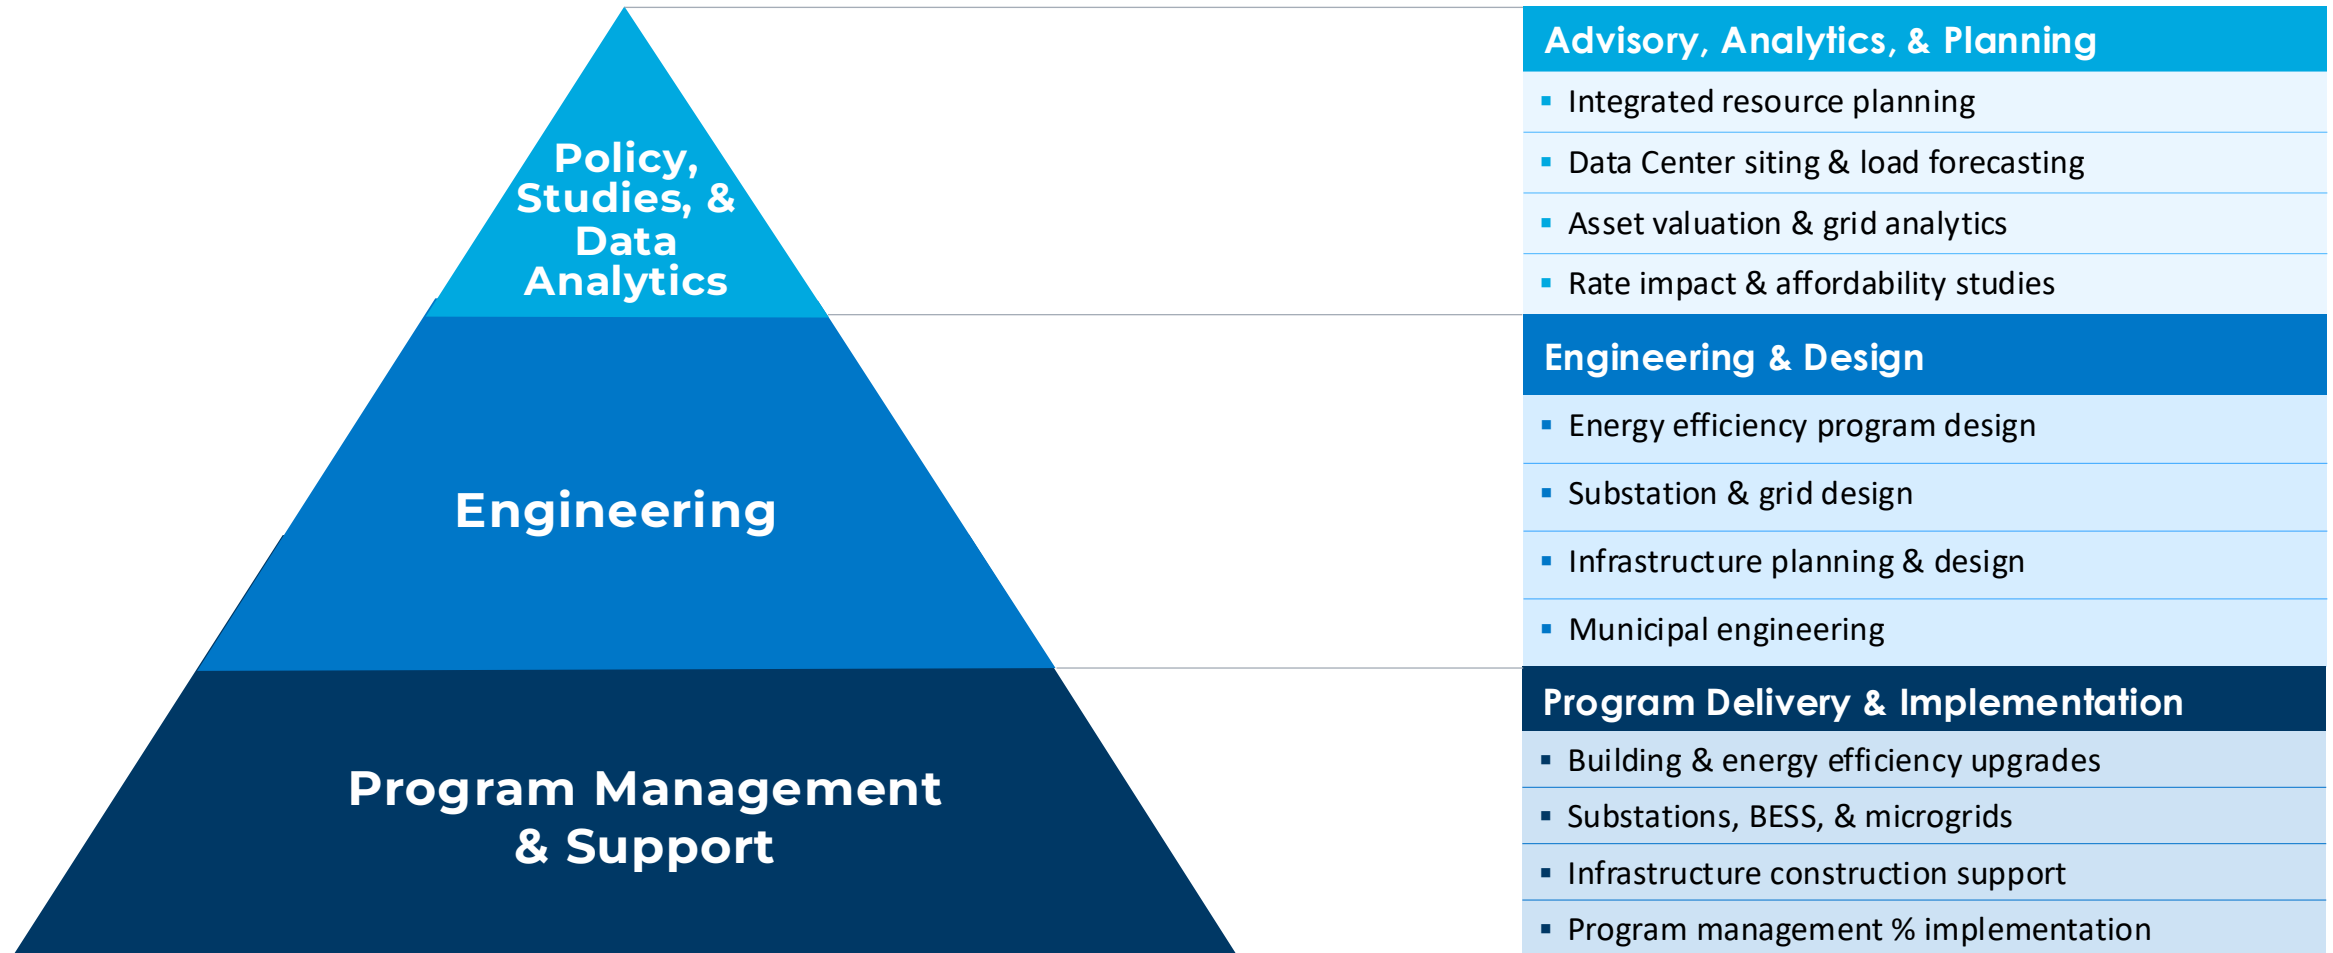 Policy,
Studies, &
Data
Analytics
Engineering
Program Management
& Support
Advisory, Analytics, & Planning
▪ Integrated resource planning
▪ Data Center siting & load forecasting
▪ Asset valuation & grid analytics
▪ Rate impact & affordability studies
Engineering & Design
▪ Energy efficiency program design
▪ Substation & grid design
▪ Infrastructure planning & design
▪ Municipal engineering
Program Delivery & Implementation
▪ Building & energy efficiency upgrades
▪ Substations, BESS, & microgrids
▪ Infrastructure construction support
▪ Program management % implementation